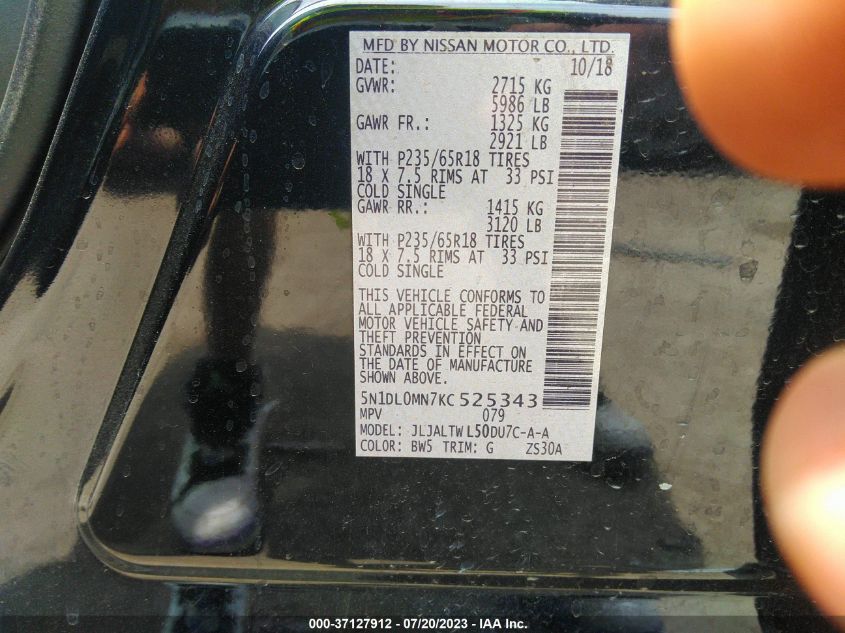 MFD BY NISSAN MOTOR CO., LTD.
DATE: 10/18
GVWR: 2715 KG
5986 LB
GAWR FR.: 1325 KG
2921 LB
WITH P235/65R18 TIRES
18 X 7.5 RIMS AT 33 PSI
COLD SINGLE
GAWR RR.: 1415 KG
3120 LB
WITH P235/65R18 TIRES
18 X 7.5 RIMS AT 33 PSI
COLD SINGLE
THIS VEHICLE CONFORMS TO
ALL APPLICABLE FEDERAL
MOTOR VEHICLE SAFETY AND
THEFT PREVENTION
STANDARDS IN EFFECT ON
THE DATE OF MANUFACTURE
SHOWN ABOVE.
5N1DL0MN7KC525343
MPV 079
MODEL: JLJALTWL50DU7C-A-A
COLOR: BW5 TRIM: G ZS30A
000-37127912 - 07/20/2023 - IAA Inc.